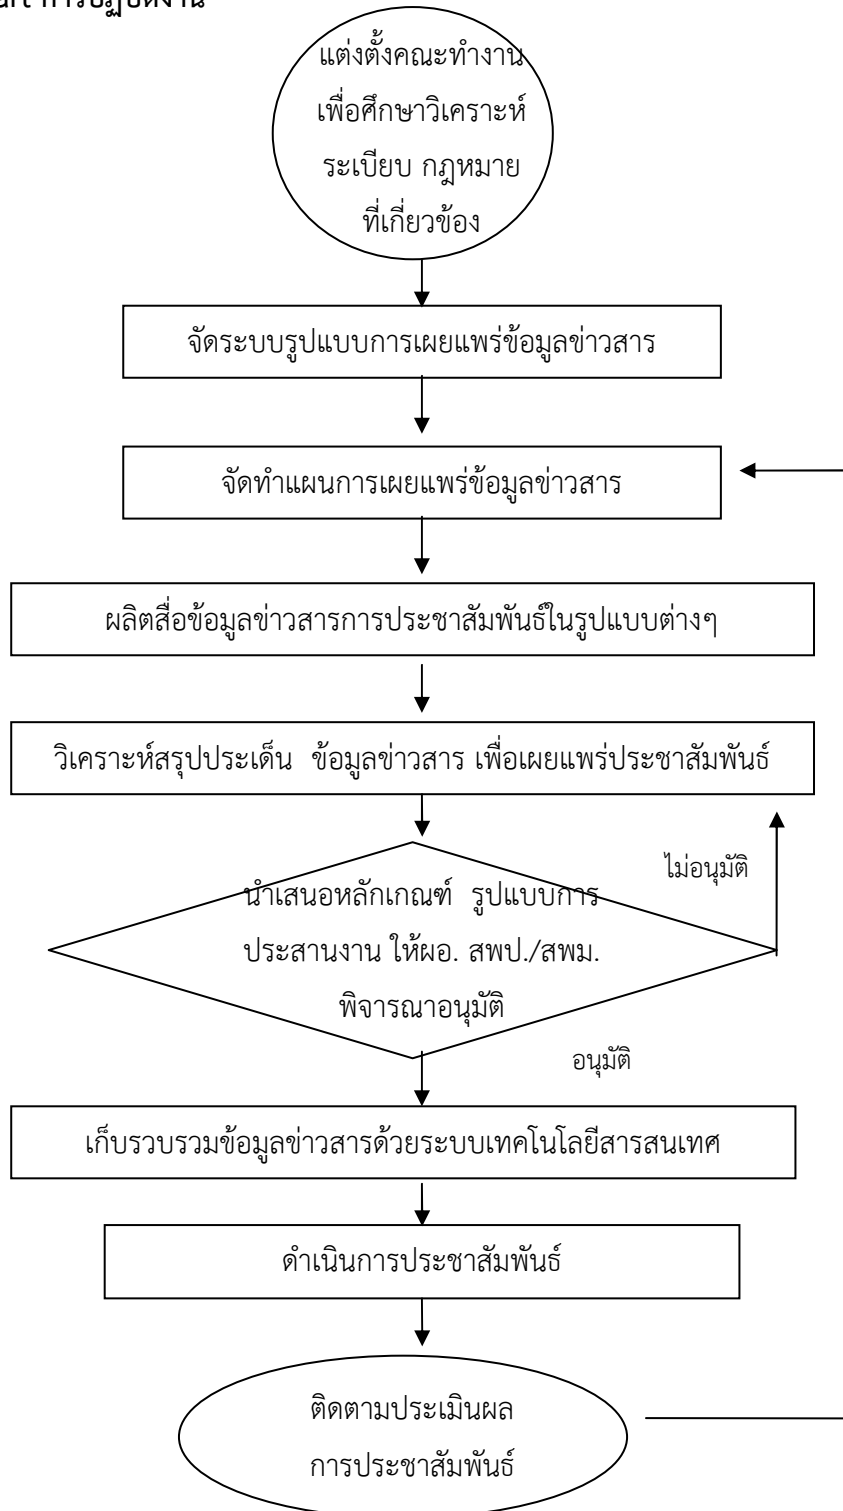 การปฏิบัติงาน
แต่งตั้งคณะทำงาน
เพื่อศึกษาวิเคราะห์
ระเบียบ กฎหมาย
ที่เกี่ยวข้อง
จัดระบบรูปแบบการเผยแพร่ข้อมูลข่าวสาร
จัดทำแผนการเผยแพร่ข้อมูลข่าวสาร
ผลิตสื่อข้อมูลข่าวสารการประชาสัมพันธ์ในรูปแบบต่างๆ
วิเคราะห์สรุปประเด็น ข้อมูลข่าวสาร เพื่อเผยแพร่ประชาสัมพันธ์
ไม่อนุมัติ
นำเสนอหลักเกณฑ์ รูปแบบการ
ประสานงาน ให้ผอ. สพป./สพม.
พิจารณาอนุมัติ
อนุมัติ
เก็บรวบรวมข้อมูลข่าวสารด้วยระบบเทคโนโลยีสารสนเทศ
ดำเนินการประชาสัมพันธ์
ติดตามประเมินผล
การประชาสัมพันธ์